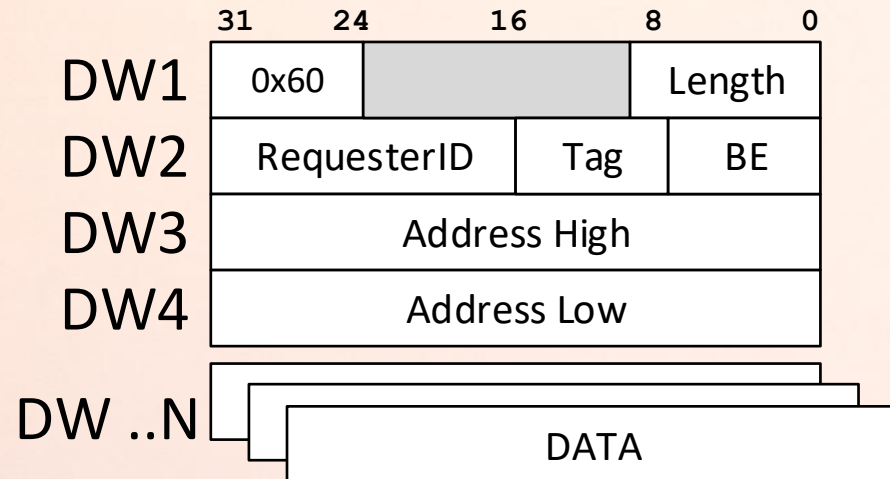 31 24 16 8 0
DW1 0x60 Length
DW2 RequesterID Tag BE
DW3 Address High
DW4 Address Low
DW ..N DATA